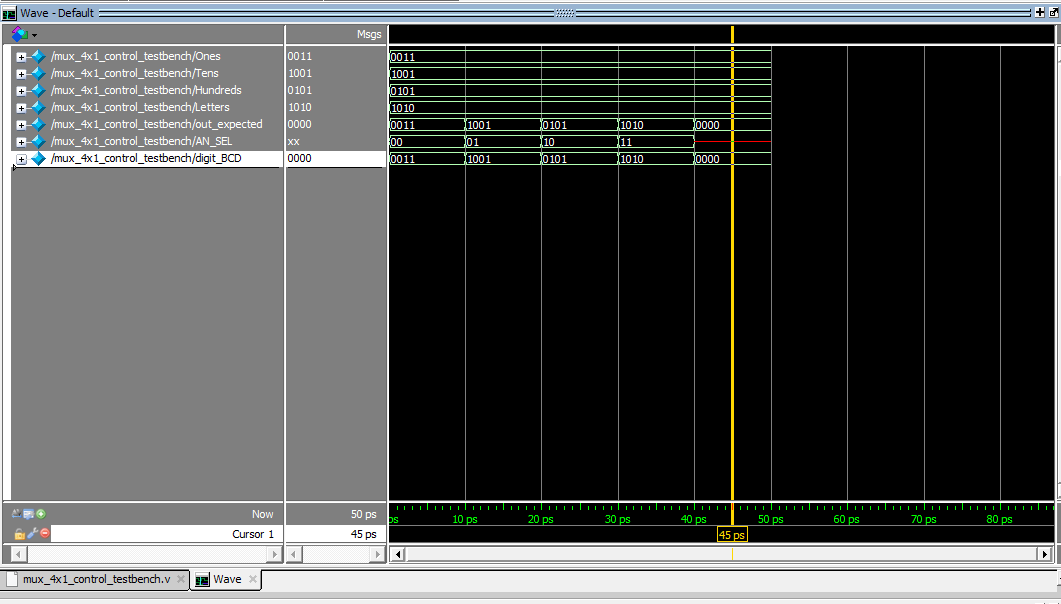 Wave - Default
Msgs
/mux_4x1_control_testbench/Ones 0011 0011
/mux_4x1_control_testbench/Tens 1001 1001
/mux_4x1_control_testbench/Hundreds 0101 0101
/mux_4x1_control_testbench/Letters 1010 1010
/mux_4x1_control_testbench/out_expected 0000 0011 1001 0101 1010 0000
/mux_4x1_control_testbench/AN_SEL xx 00 01 10 11
/mux_4x1_control_testbench/digit_BCD 0000 0011 1001 0101 1010 0000
Now 50 ps ps 10 ps 20 ps 30 ps 40 ps 50 ps 60 ps 70 ps 80 ps
Cursor 1 45 ps 45 ps
mux_4x1_control_testbench.v Wave